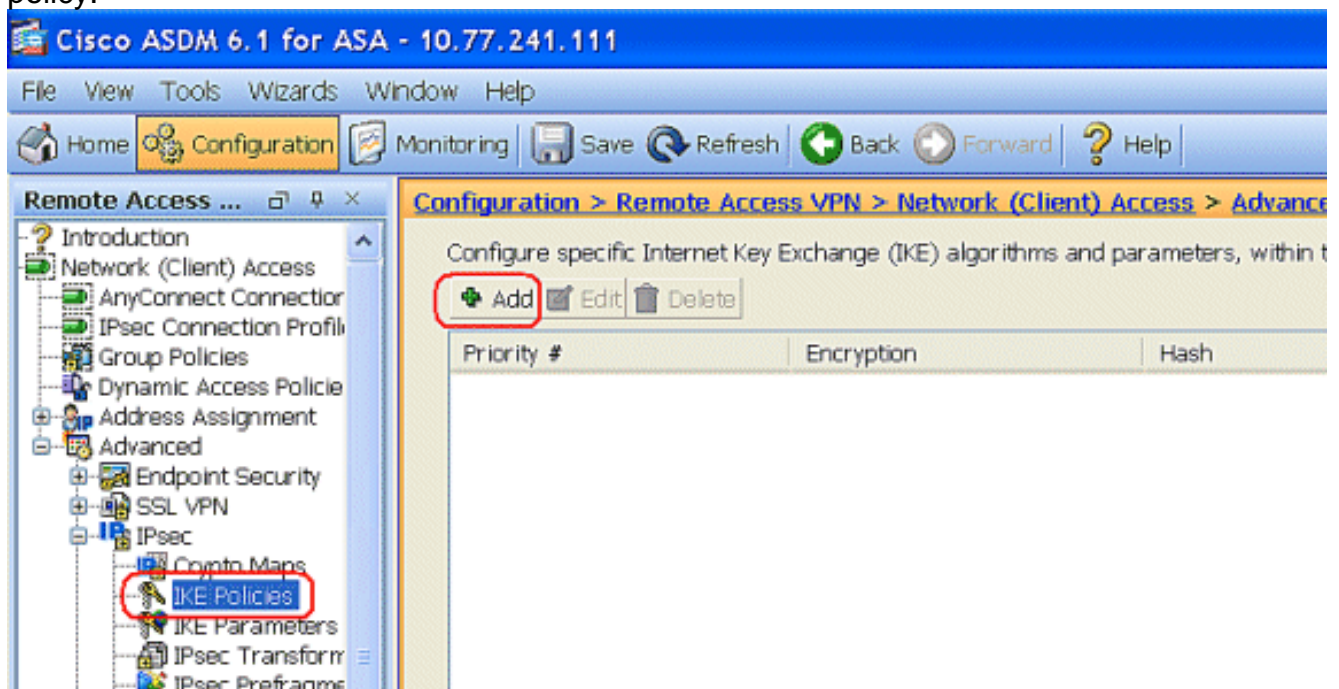 policy.
Cisco ASDM 6.1 for ASA - 10.77.241.111
File View Tools Wizards Window Help
Home Configuration Monitoring Save Refresh Back Forward Help
Remote Access ...
Configuration > Remote Access VPN > Network (Client) Access > Advance
Introduction
Network (Client) Access
AnyConnect Connection
IPsec Connection Profil
Group Policies
Dynamic Access Policie
Address Assignment
Advanced
Endpoint Security
SSL VPN
IPsec
Crypto Maps
IKE Policies
IKE Parameters
IPsec Transform
IPsec Prefragme
Configure specific Internet Key Exchange (IKE) algorithms and parameters, within t
Add Edit Delete
Priority # Encryption Hash